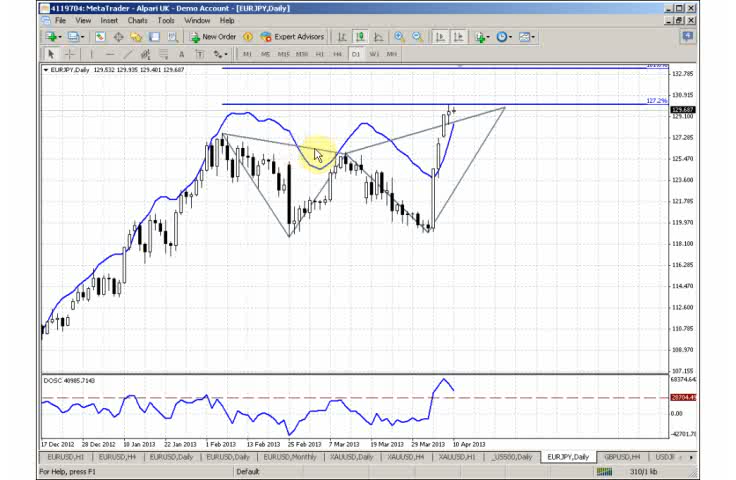 4119704: MetaTrader - Alpari UK - Demo Account - [EURJPY,Daily]
File View Insert Charts Tools Window Help
New Order Expert Advisors
M1 M5 M15 M30 H1 H4 D1 W1 MN
EURJPY,Daily 129.532 129.935 129.401 129.687
132.785
130.915
127.2%
129.687
127.285
125.470
123.600
121.785
119.970
118.100
116.285
114.470
112.600
110.785
108.970
107.155
DOSC 40985.7143
68374.642
28704.49
0.00
-42701.78
17 Dec 2012 28 Dec 2012 10 Jan 2013 22 Jan 2013 1 Feb 2013 13 Feb 2013 25 Feb 2013 7 Mar 2013 19 Mar 2013 29 Mar 2013 10 Apr 2013
EURUSD,H1 EURUSD,H4 EURUSD,Daily EURUSD,Daily EURUSD,Monthly XAUUSD,Daily XAUUSD,H4 XAUUSD,H1 _US500,Daily EURJPY,Daily GBPUSD,H4 USDJ
For Help, press F1 Default 310/1 kb